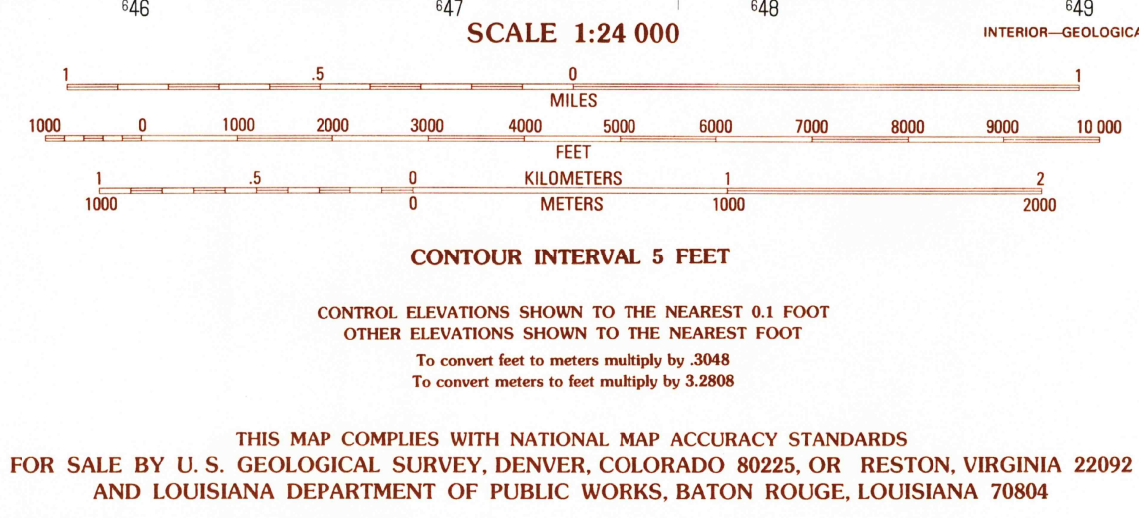 ⁶46 ⁶47 ⁶48 ⁶49
SCALE 1:24 000
INTERIOR—GEOLOGICA
1 .5 0 1
MILES
1000 0 1000 2000 3000 4000 5000 6000 7000 8000 9000 10 000
FEET
1 .5 0 KILOMETERS 1 2
1000 0 METERS 1000 2000
CONTOUR INTERVAL 5 FEET
CONTROL ELEVATIONS SHOWN TO THE NEAREST 0.1 FOOT
OTHER ELEVATIONS SHOWN TO THE NEAREST FOOT
To convert feet to meters multiply by .3048
To convert meters to feet multiply by 3.2808
THIS MAP COMPLIES WITH NATIONAL MAP ACCURACY STANDARDS
FOR SALE BY U. S. GEOLOGICAL SURVEY, DENVER, COLORADO 80225, OR RESTON, VIRGINIA 22092
AND LOUISIANA DEPARTMENT OF PUBLIC WORKS, BATON ROUGE, LOUISIANA 70804